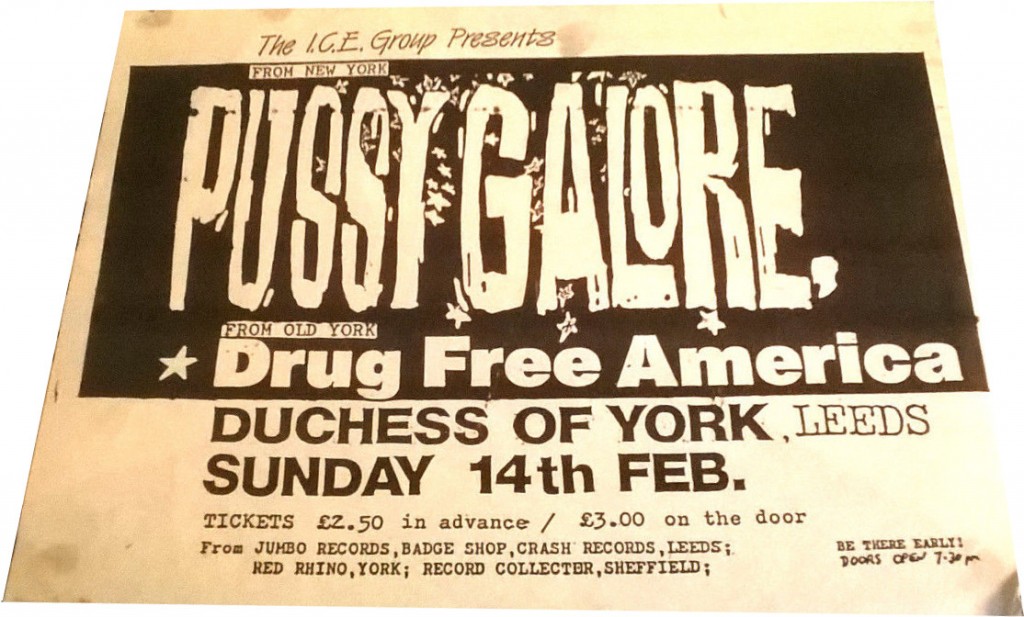 The I.C.E. Group Presents
FROM NEW YORK
PUSSY GALORE,
FROM OLD YORK
Drug Free America
DUCHESS OF YORK, LEEDS
SUNDAY 14th FEB.
TICKETS £2.50 in advance / £3.00 on the door
From JUMBO RECORDS,BADGE SHOP,CRASH RECORDS,LEEDS;
RED RHINO,YORK; RECORD COLLECTER,SHEFFIELD;
BE THERE EARLY!
DOORS OPEN 7.30 pm